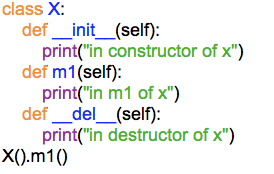 class X:
    def __init__(self):
        print("in constructor of x")
    def m1(self):
        print("in m1 of x")
    def __del__(self):
        print("in destructor of x")
X().m1()